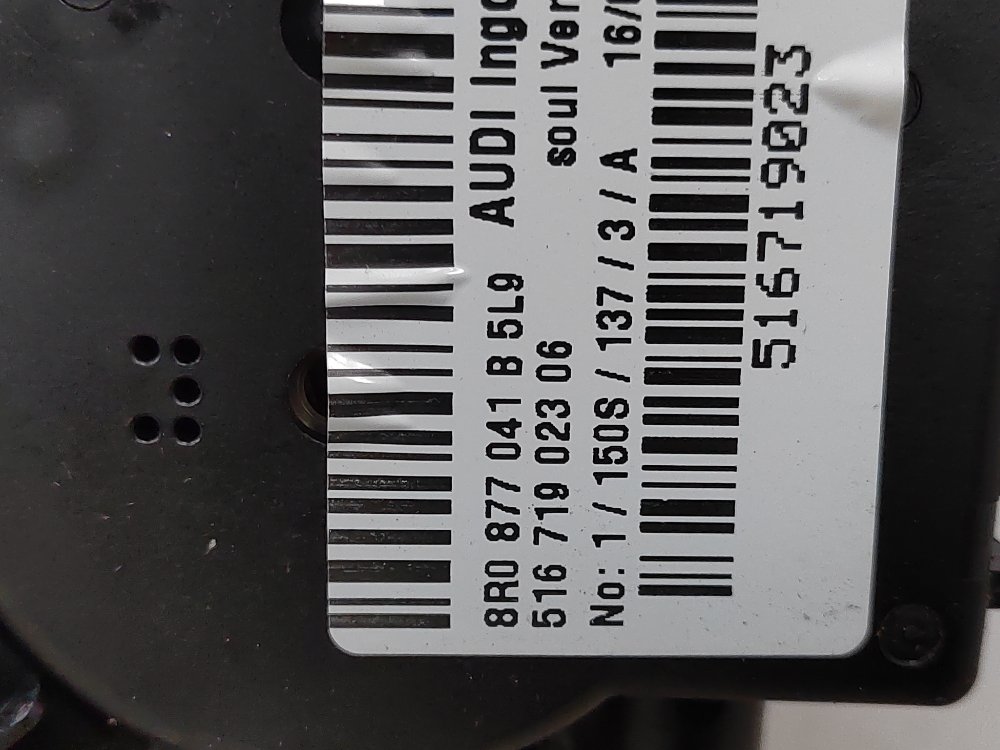 8R0 877 041 B 5L9 AUDI
516 719 023 06 soul
No: 1 / 150S / 137 / 3 / A
516719023